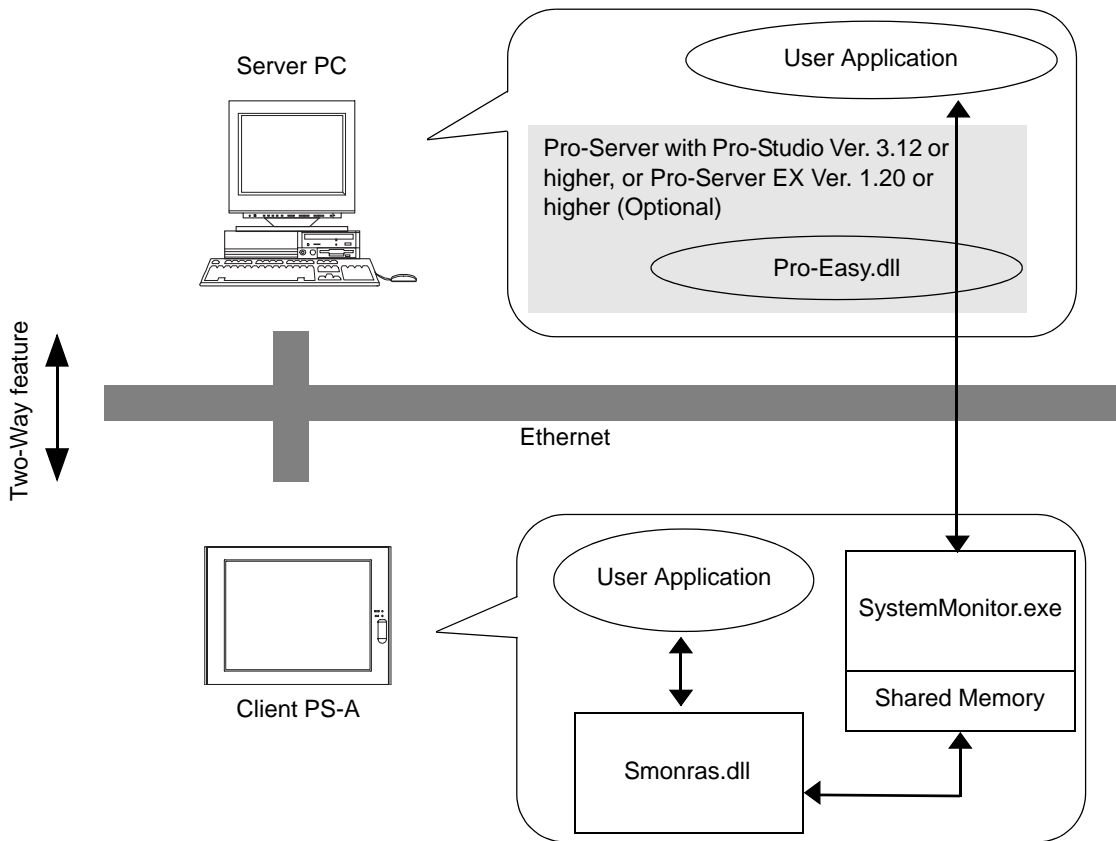 Server PC
User Application
Pro-Server with Pro-Studio Ver. 3.12 or
higher, or Pro-Server EX Ver. 1.20 or
higher (Optional)
Pro-Easy.dll
Two-Way feature
Ethernet
User Application
SystemMonitor.exe
Shared Memory
Client PS-A
Smonras.dll